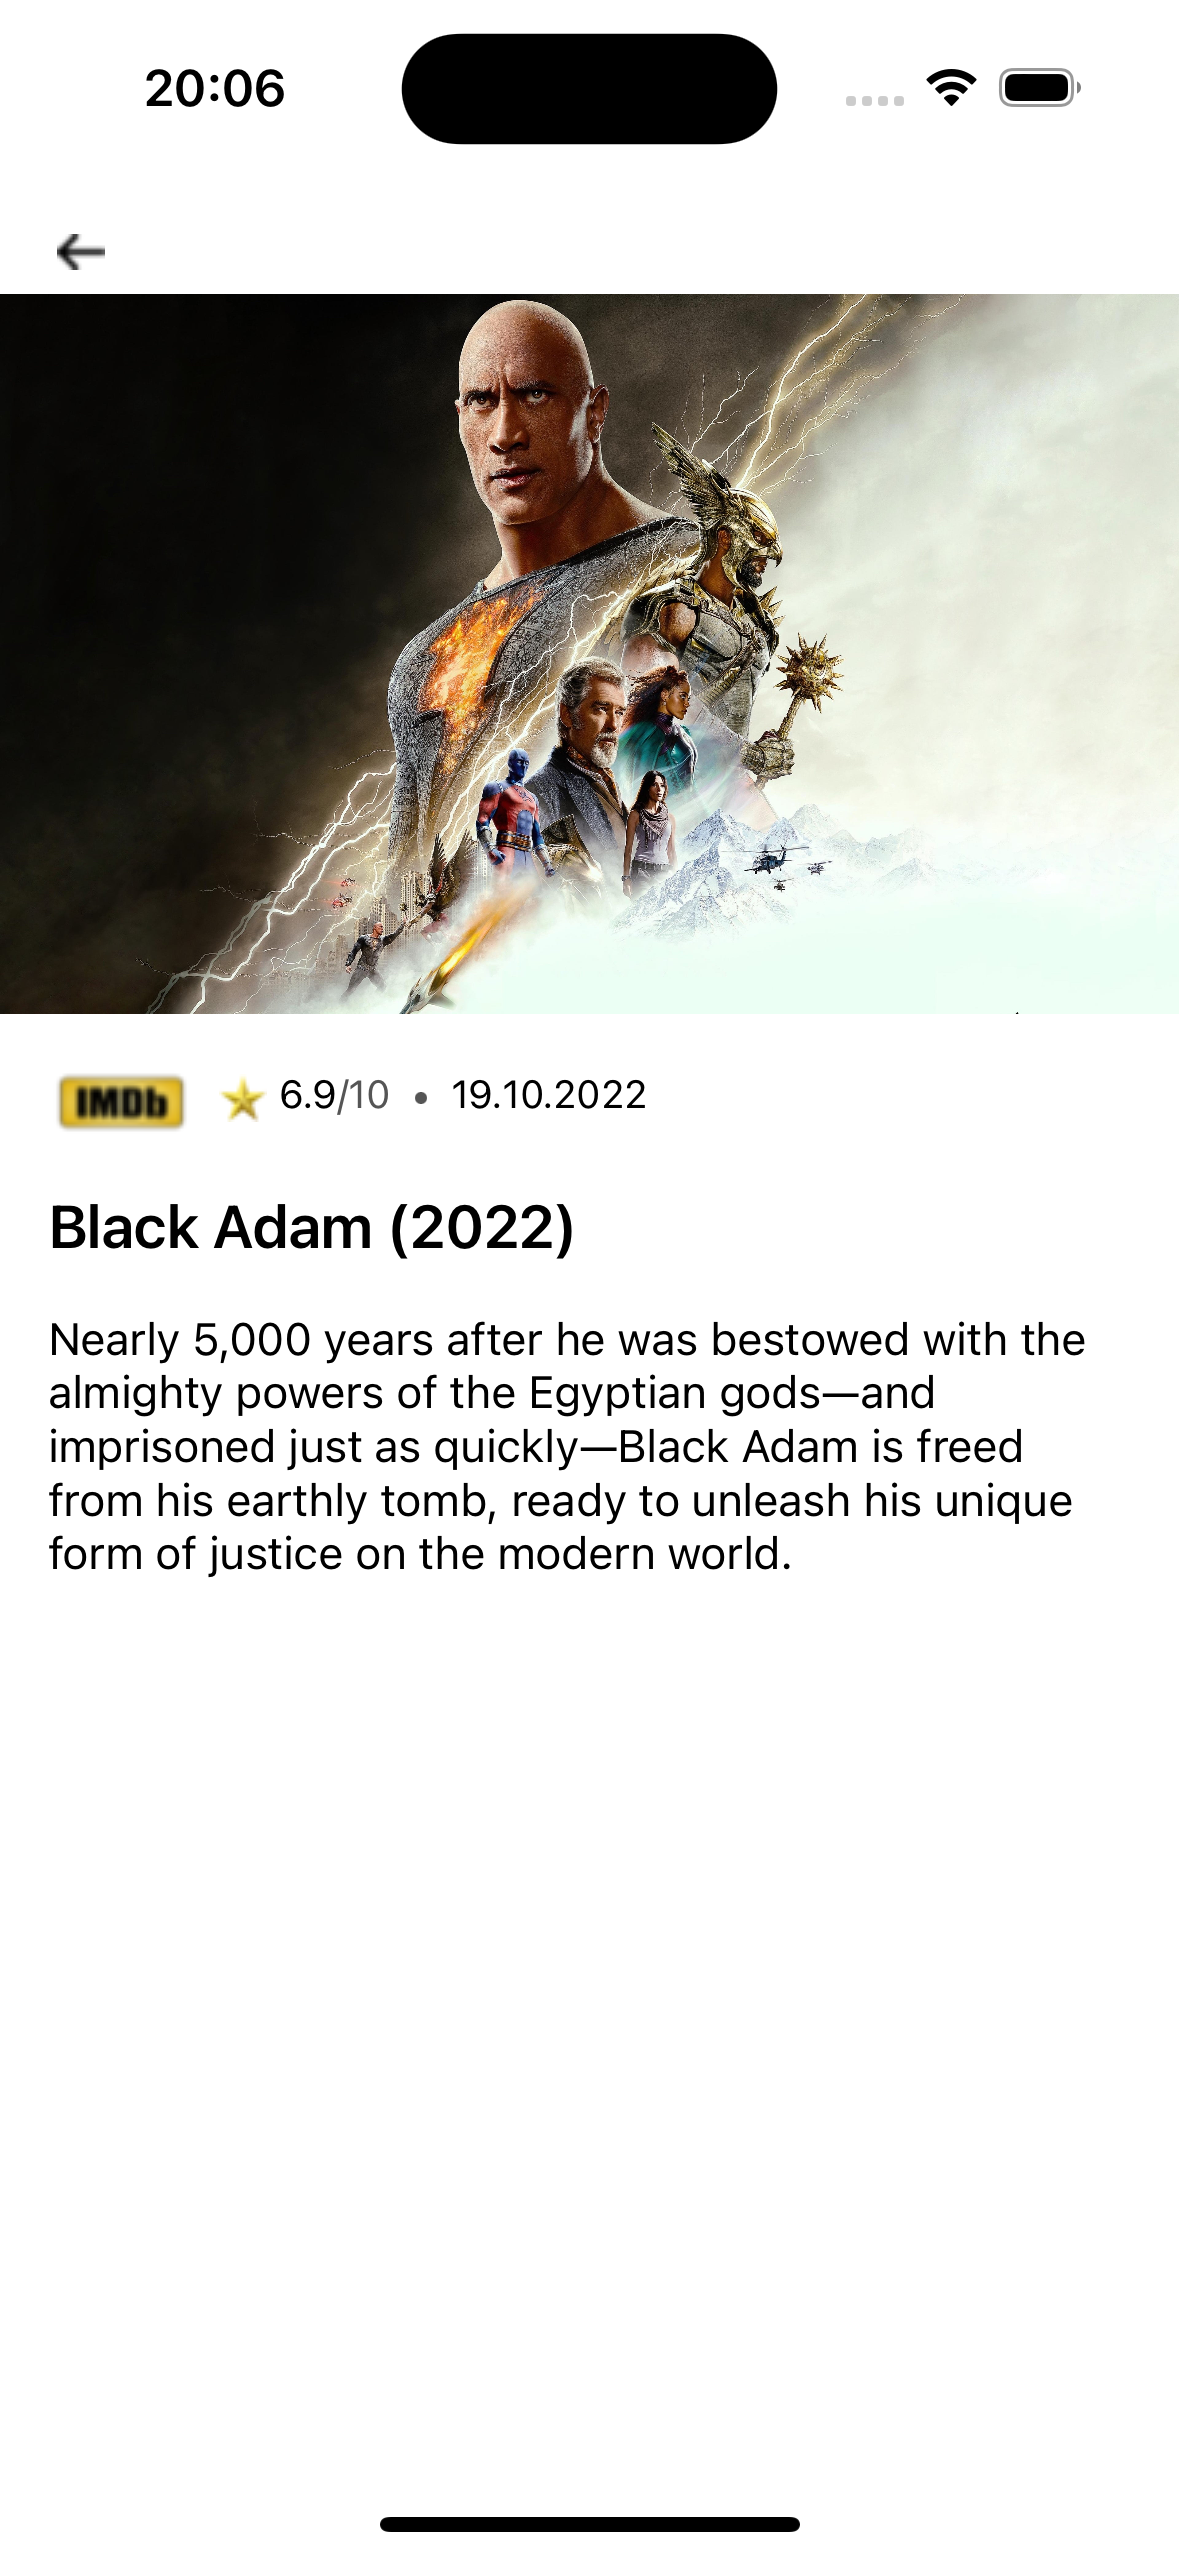 20:06
IMDb 6.9/10 • 19.10.2022
Black Adam (2022)
Nearly 5,000 years after he was bestowed with the
almighty powers of the Egyptian gods—and
imprisoned just as quickly—Black Adam is freed
from his earthly tomb, ready to unleash his unique
form of justice on the modern world.